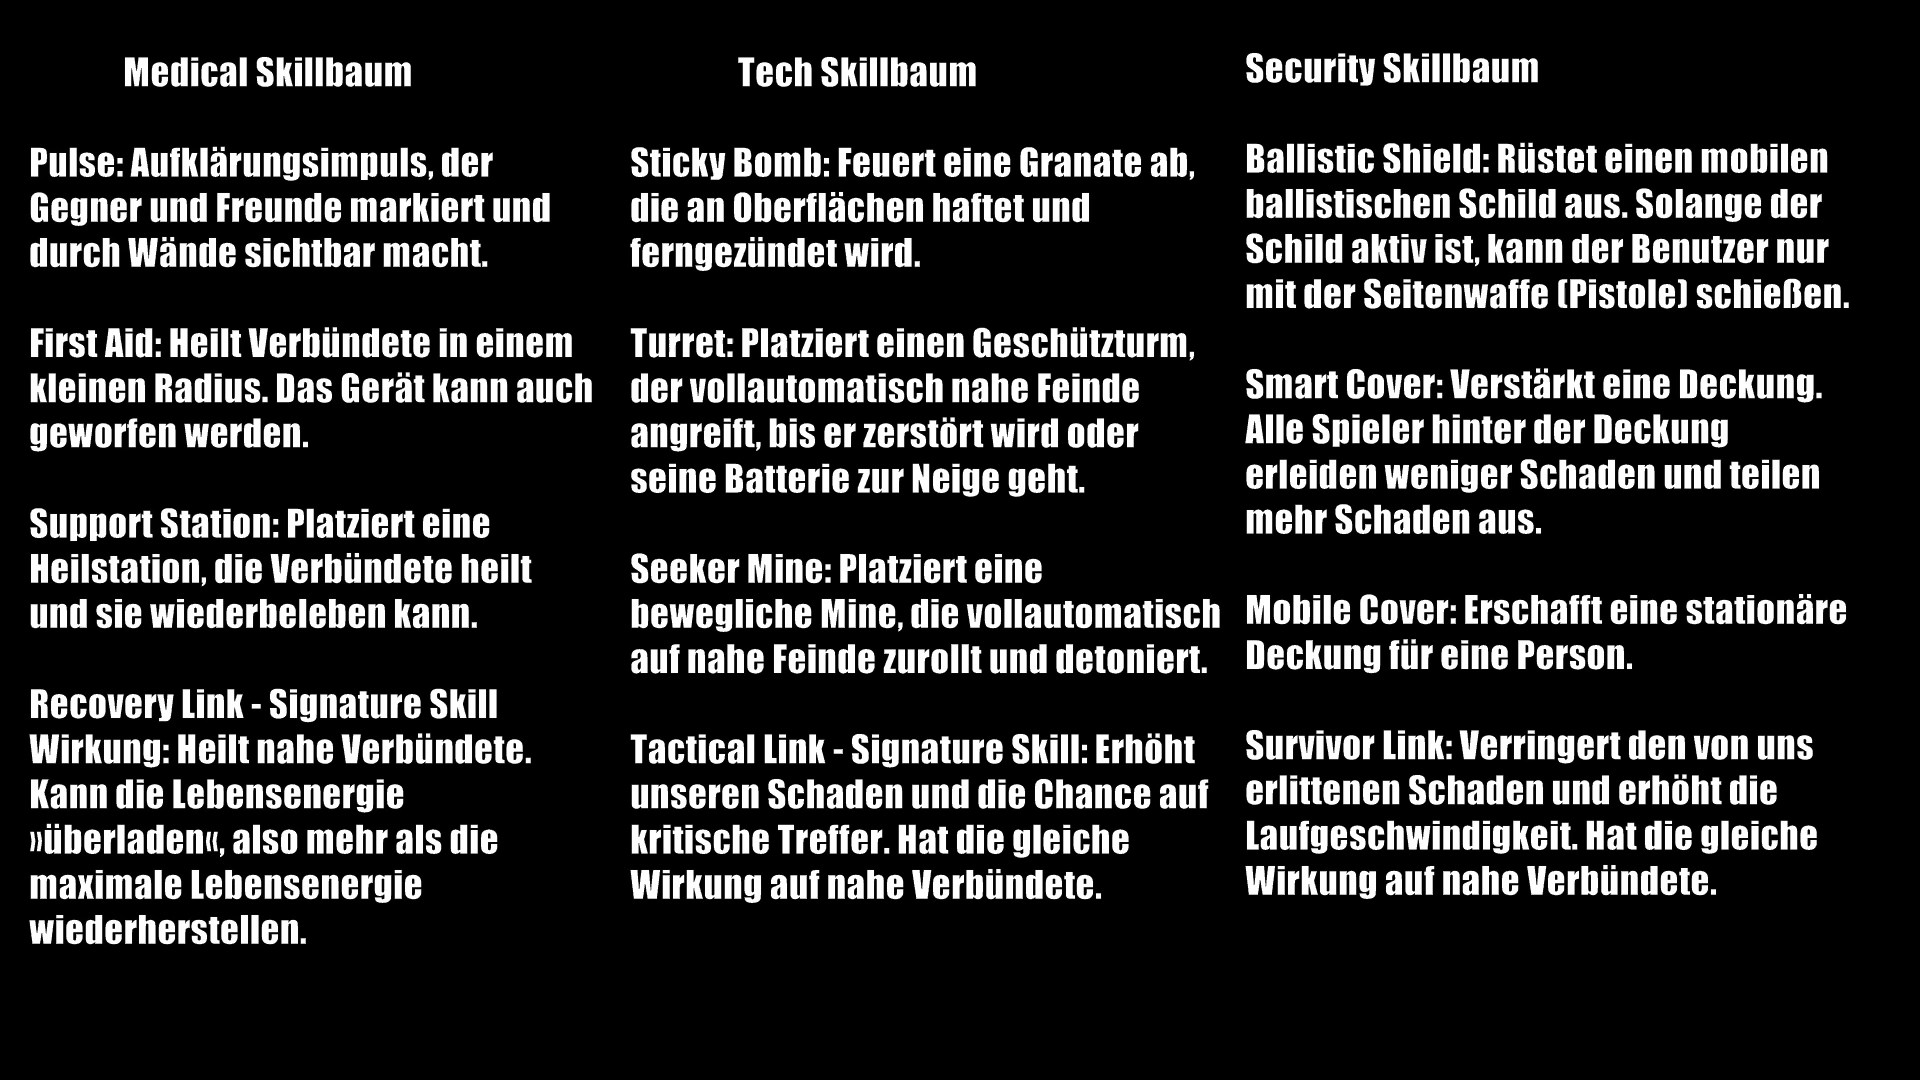 Medical Skillbaum
Pulse: Aufklärungsimpuls, der
Gegner und Freunde markiert und
durch Wände sichtbar macht.
First Aid: Heilt Verbündete in einem
kleinen Radius. Das Gerät kann auch
geworfen werden.
Support Station: Platziert eine
Heilstation, die Verbündete heilt
und sie wiederbeleben kann.
Recovery Link - Signature Skill
Wirkung: Heilt nahe Verbündete.
Kann die Lebensenergie
»überladen«, also mehr als die
maximale Lebensenergie
wiederherstellen.
Tech Skillbaum
Sticky Bomb: Feuert eine Granate ab,
die an Oberflächen haftet und
ferngezündet wird.
Turret: Platziert einen Geschützturm,
der vollautomatisch nahe Feinde
angreift, bis er zerstört wird oder
seine Batterie zur Neige geht.
Seeker Mine: Platziert eine
bewegliche Mine, die vollautomatisch
auf nahe Feinde zurollt und detoniert.
Tactical Link - Signature Skill: Erhöht
unseren Schaden und die Chance auf
kritische Treffer. Hat die gleiche
Wirkung auf nahe Verbündete.
Security Skillbaum
Ballistic Shield: Rüstet einen mobilen
ballistischen Schild aus. Solange der
Schild aktiv ist, kann der Benutzer nur
mit der Seitenwaffe (Pistole) schießen.
Smart Cover: Verstärkt eine Deckung.
Alle Spieler hinter der Deckung
erleiden weniger Schaden und teilen
mehr Schaden aus.
Mobile Cover: Erschafft eine stationäre
Deckung für eine Person.
Survivor Link: Verringert den von uns
erlittenen Schaden und erhöht die
Laufgeschwindigkeit. Hat die gleiche
Wirkung auf nahe Verbündete.